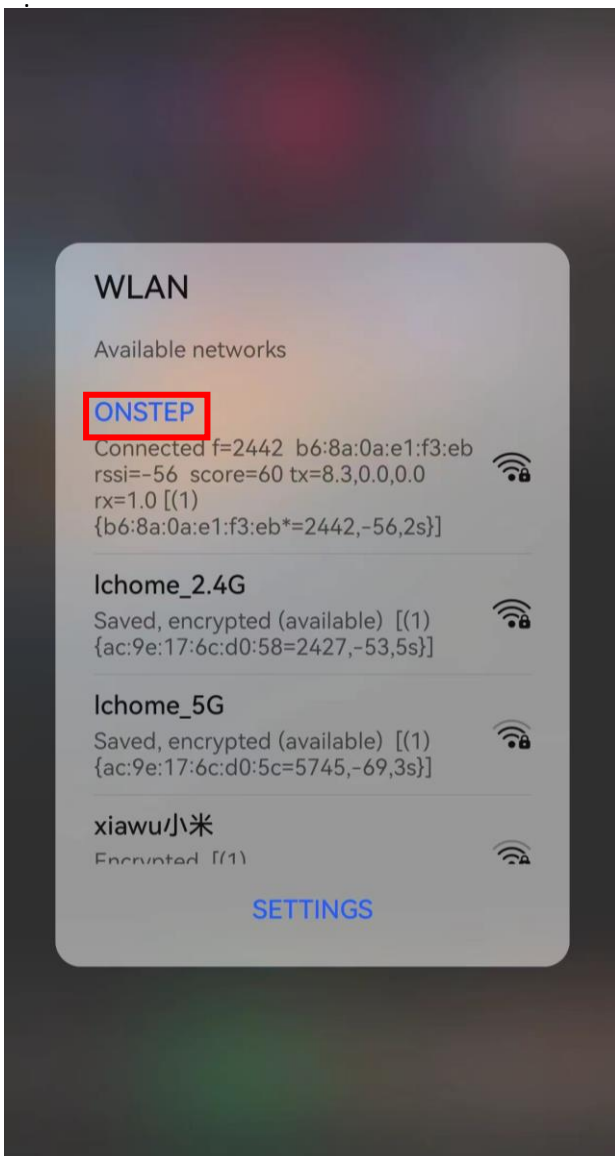 WLAN
Available networks
ONSTEP
Connected f=2442 b6:8a:0a:e1:f3:eb
rssi=-56 score=60 tx=8.3,0.0,0.0
rx=1.0 [(1)
{b6:8a:0a:e1:f3:eb*=2442,-56,2s}]
lchome_2.4G
Saved, encrypted (available) [(1)
{ac:9e:17:6c:d0:58=2427,-53,5s}]
lchome_5G
Saved, encrypted (available) [(1)
{ac:9e:17:6c:d0:5c=5745,-69,3s}]
xiawu小米
Encrypted [(1)
SETTINGS